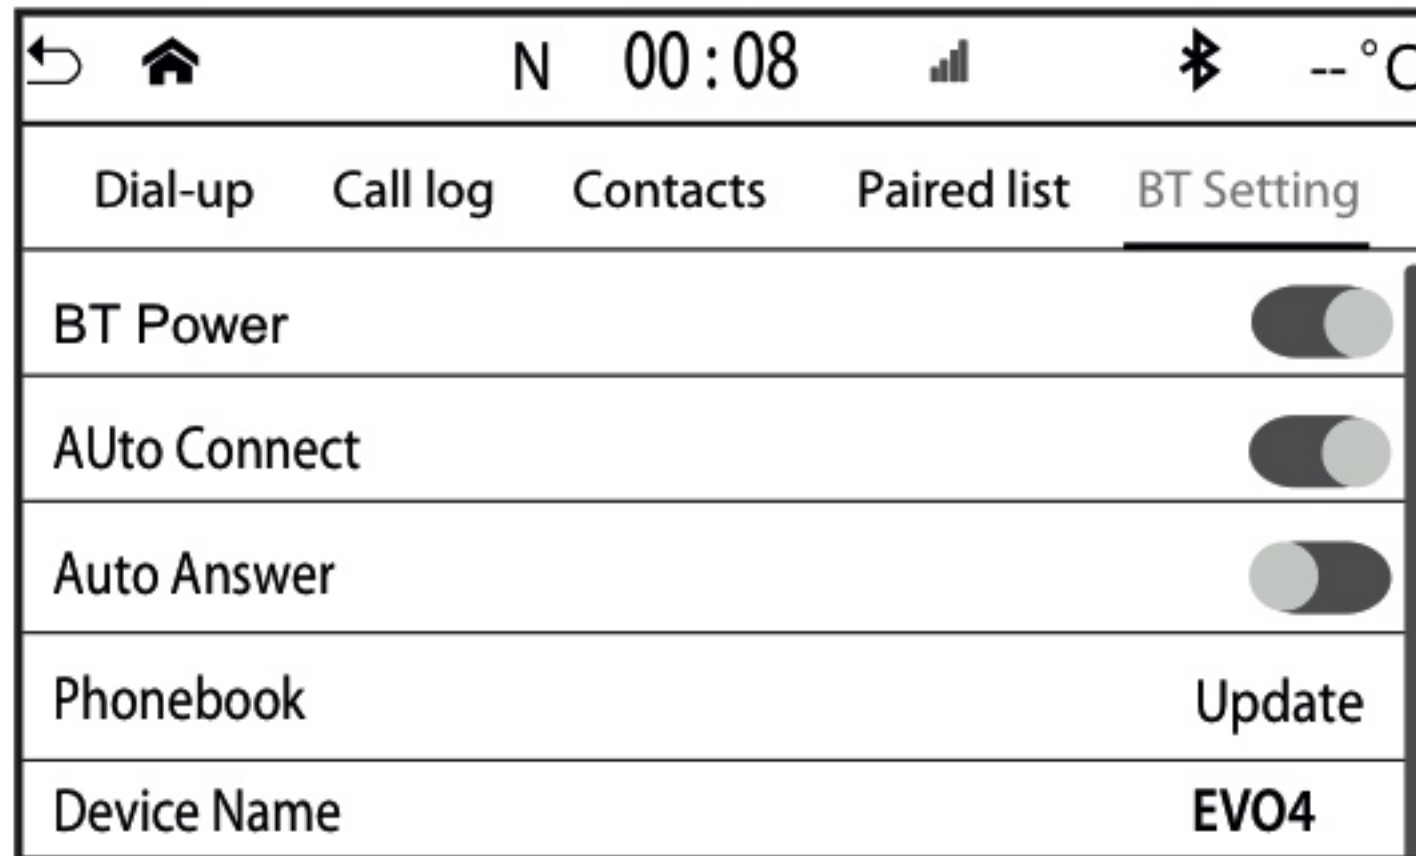 N 00:08 -- °C
Dial-up Call log Contacts Paired list BT Setting
BT Power
AUto Connect
Auto Answer
Phonebook Update
Device Name EVO4